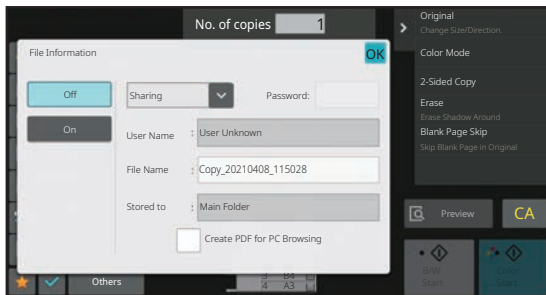 No. of copies 1
Original
Change Size/Direction.
File Information
OK
Color Mode
Off
Sharing
Password:
2-Sided Copy
Erase
Erase Shadow Around
On
User Name : User Unknown
Blank Page Skip
Skip Blank Page in Original
File Name : Copy_20210408_115028
Stored to : Main Folder
Preview
CA
Create PDF for PC Browsing
B/W
Start
Color
Start
Others
3 B4
4 A3